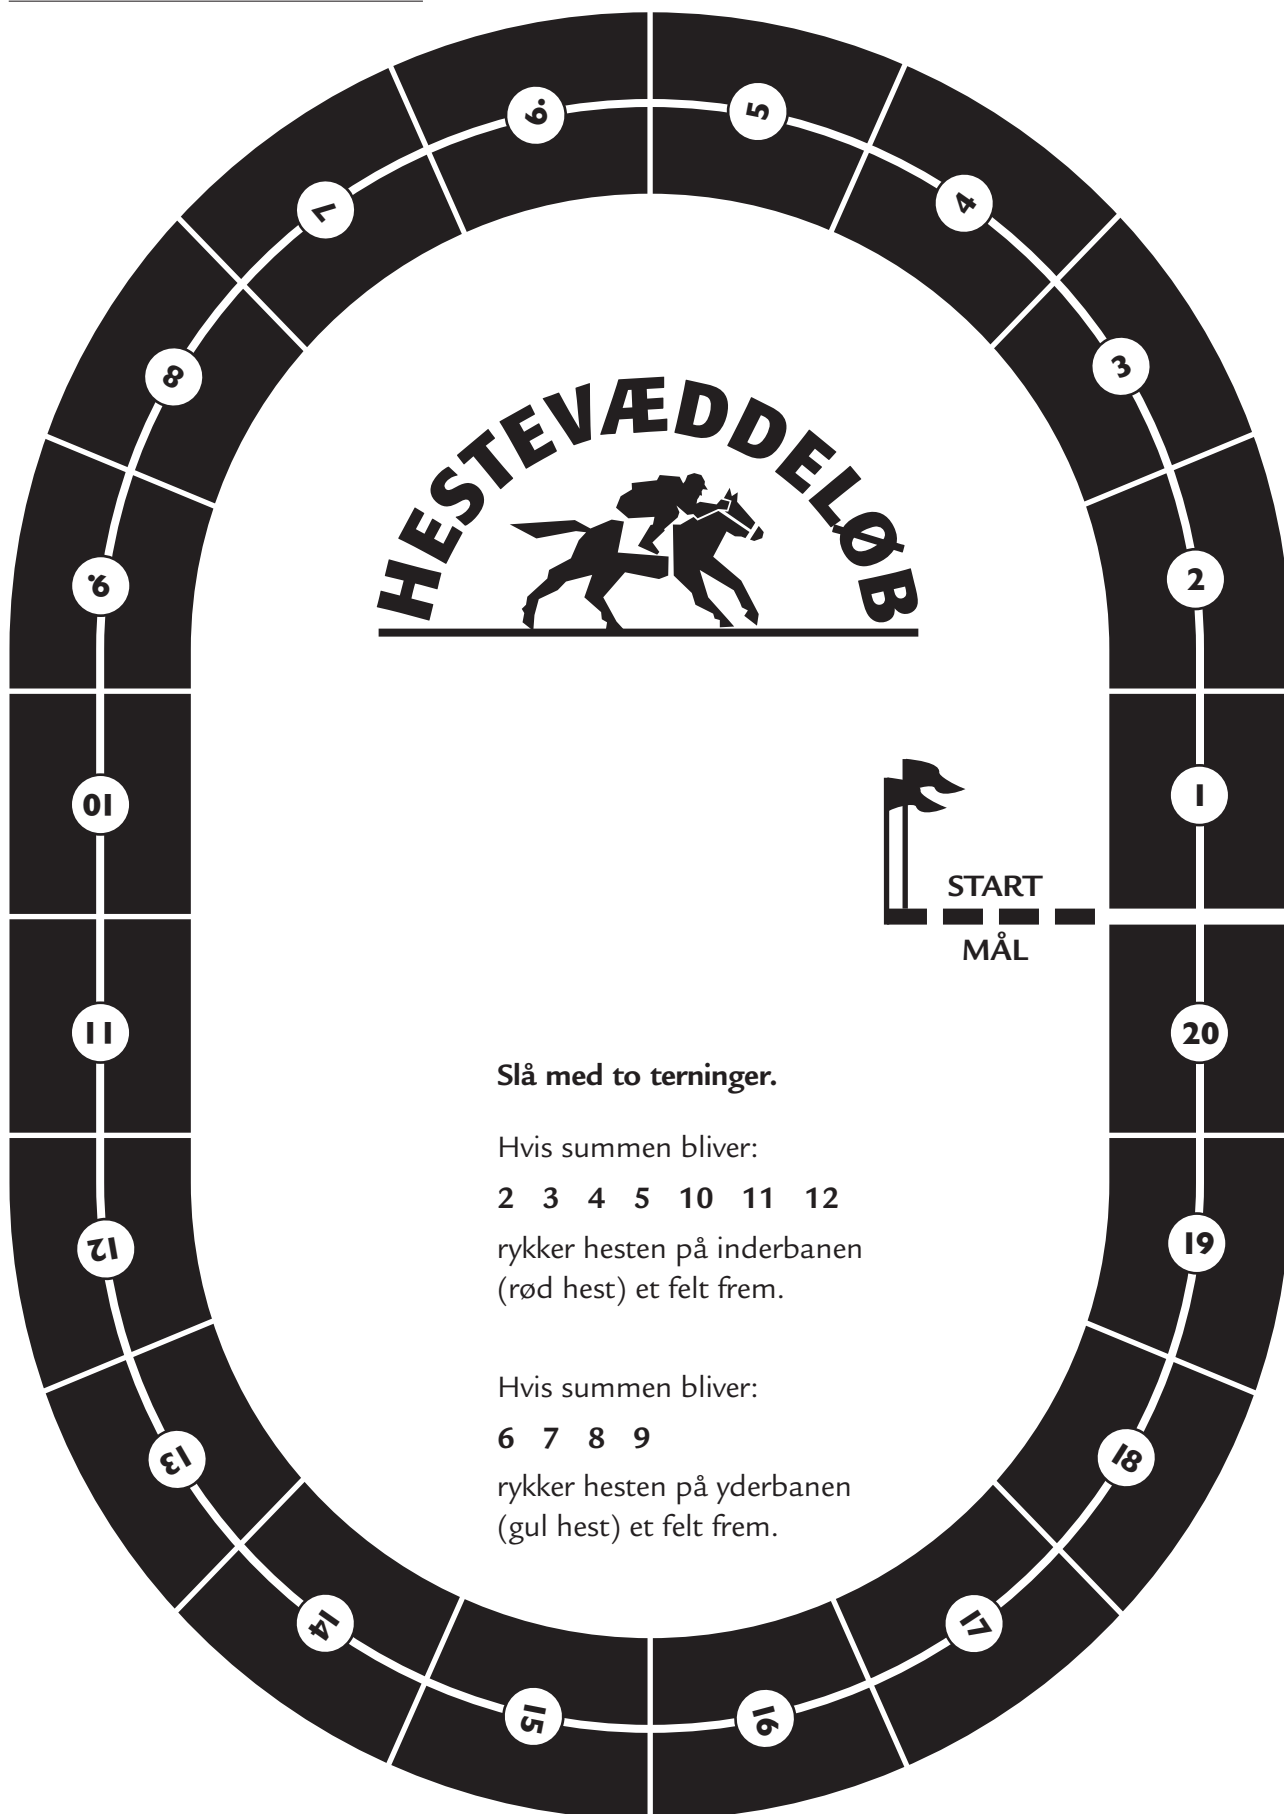 HESTEVÆDDELØB
START
MÅL
Slå med to terninger.
Hvis summen bliver:
2 3 4 5 10 11 12
rykker hesten på inderbanen
(rød hest) et felt frem.
Hvis summen bliver:
6 7 8 9
rykker hesten på yderbanen
(gul hest) et felt frem.
1
2
3
4
5
6.
7
8
9.
10
11
12
13
14
15
16
17
18
19
20